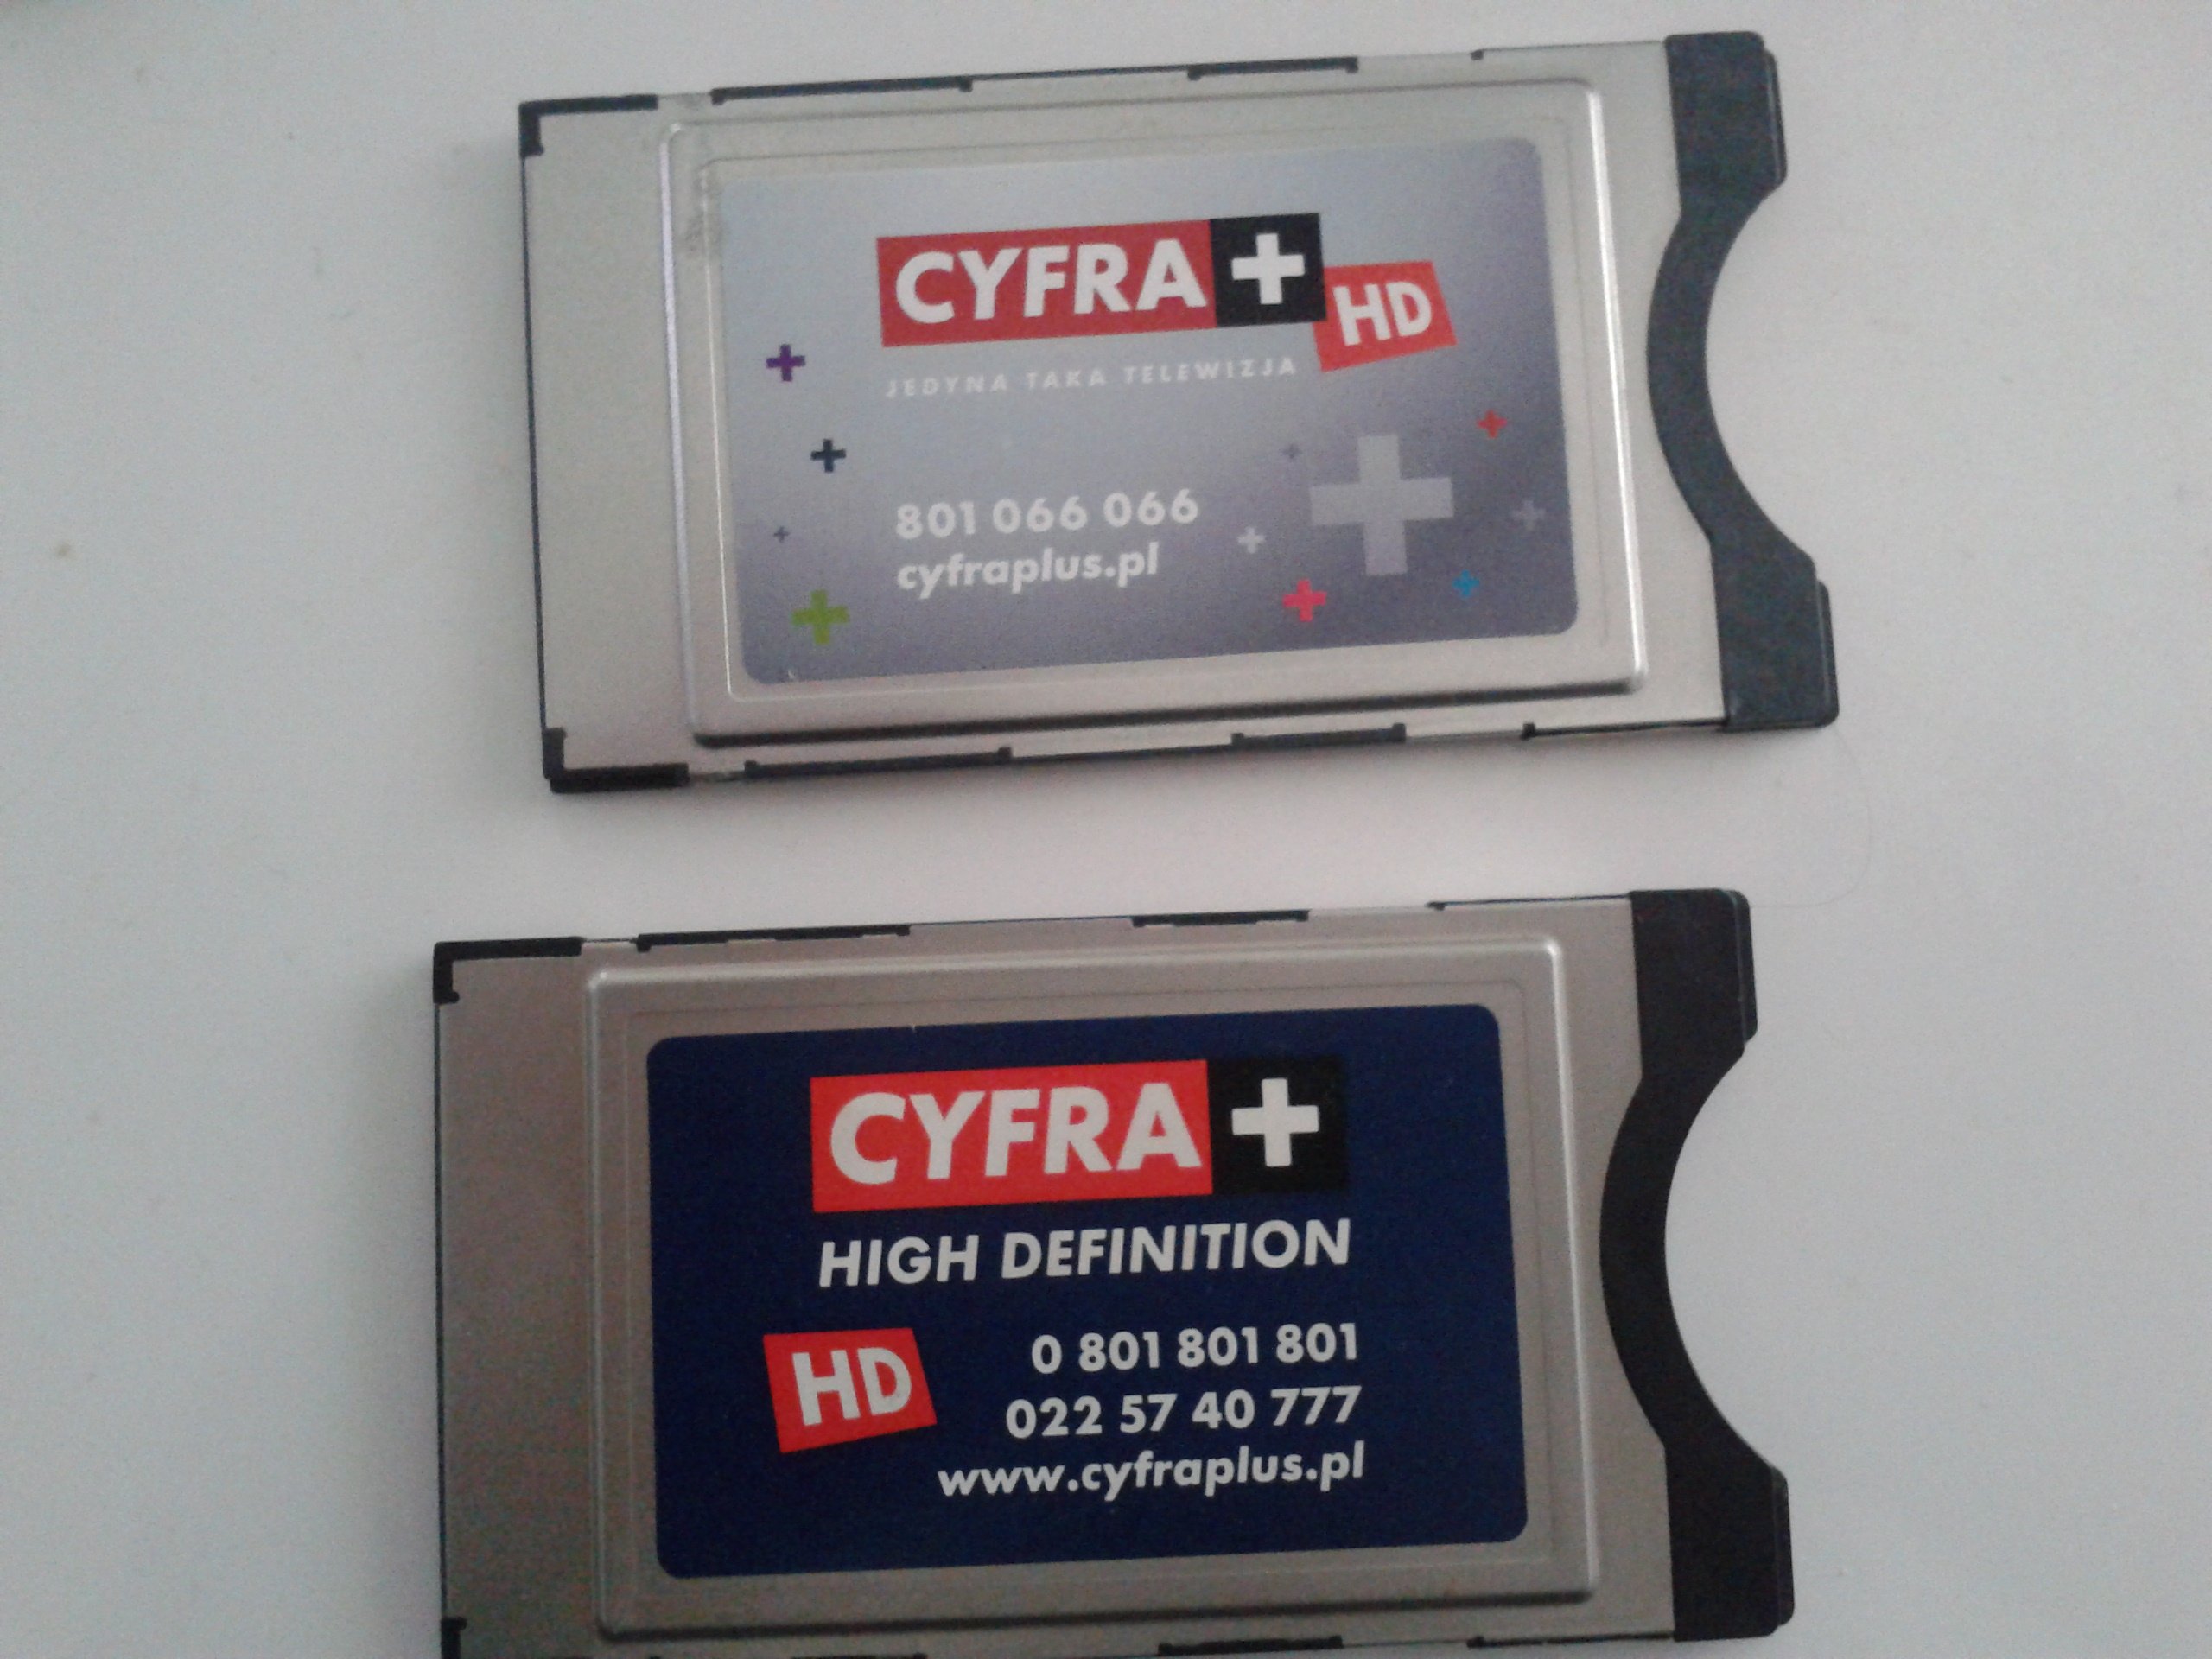 CYFRA+
HD
JEDYNA TAKA TELEWIZJA
801 066 066
cyfraplus.pl
CYFRA+
HIGH DEFINITION
HD
0 801 801 801
022 57 40 777
www.cyfraplus.pl